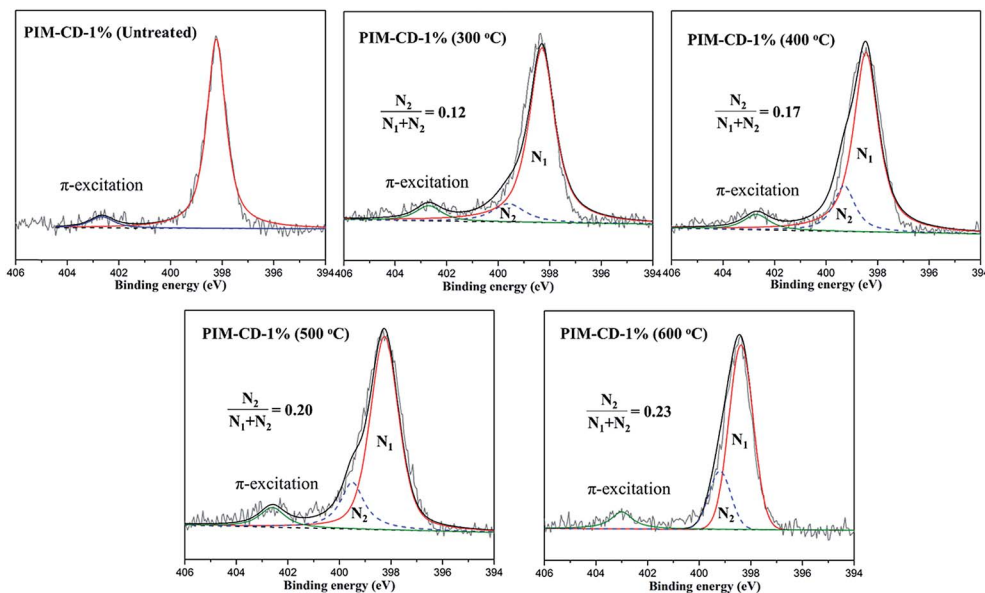 PIM-CD-1% (Untreated)
π-excitation
406 404 402 400 398 396 394
Binding energy (eV)
PIM-CD-1% (300 °C)
N₂
N₁+N₂
= 0.12
N₁
π-excitation
N₂
406 404 402 400 398 396 394
Binding energy (eV)
PIM-CD-1% (400 °C)
N₂
N₁+N₂
= 0.17
N₁
π-excitation
N₂
406 404 402 400 398 396 394
Binding energy (eV)
PIM-CD-1% (500 °C)
N₂
N₁+N₂
= 0.20
N₁
π-excitation
N₂
406 404 402 400 398 396 394
Binding energy (eV)
PIM-CD-1% (600 °C)
N₂
N₁+N₂
= 0.23
N₁
π-excitation
N₂
406 404 402 400 398 396 394
Binding energy (eV)